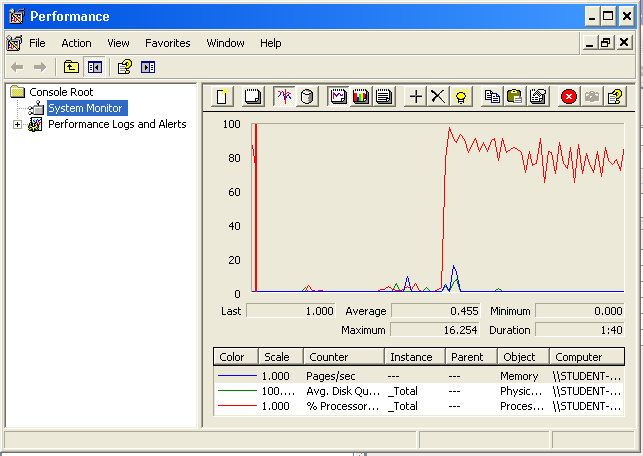 Performance
File Action View Favorites Window Help
Console Root
System Monitor
Performance Logs and Alerts
100
80
60
40
20
0
Last 1.000 Average 0.455 Minimum 0.000
Maximum 16.254 Duration 1:40
Color Scale Counter Instance Parent Object Computer
1.000 Pages/sec --- --- Memory \\STUDENT-...
100.... Avg. Disk Qu... _Total --- Physic... \\STUDENT-...
1.000 % Processor... _Total --- Proces... \\STUDENT-...